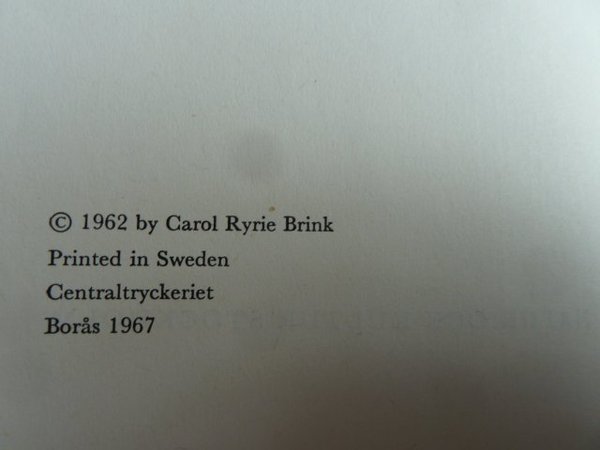 © 1962 by Carol Ryrie Brink
Printed in Sweden
Centraltryckeriet
Borås 1967